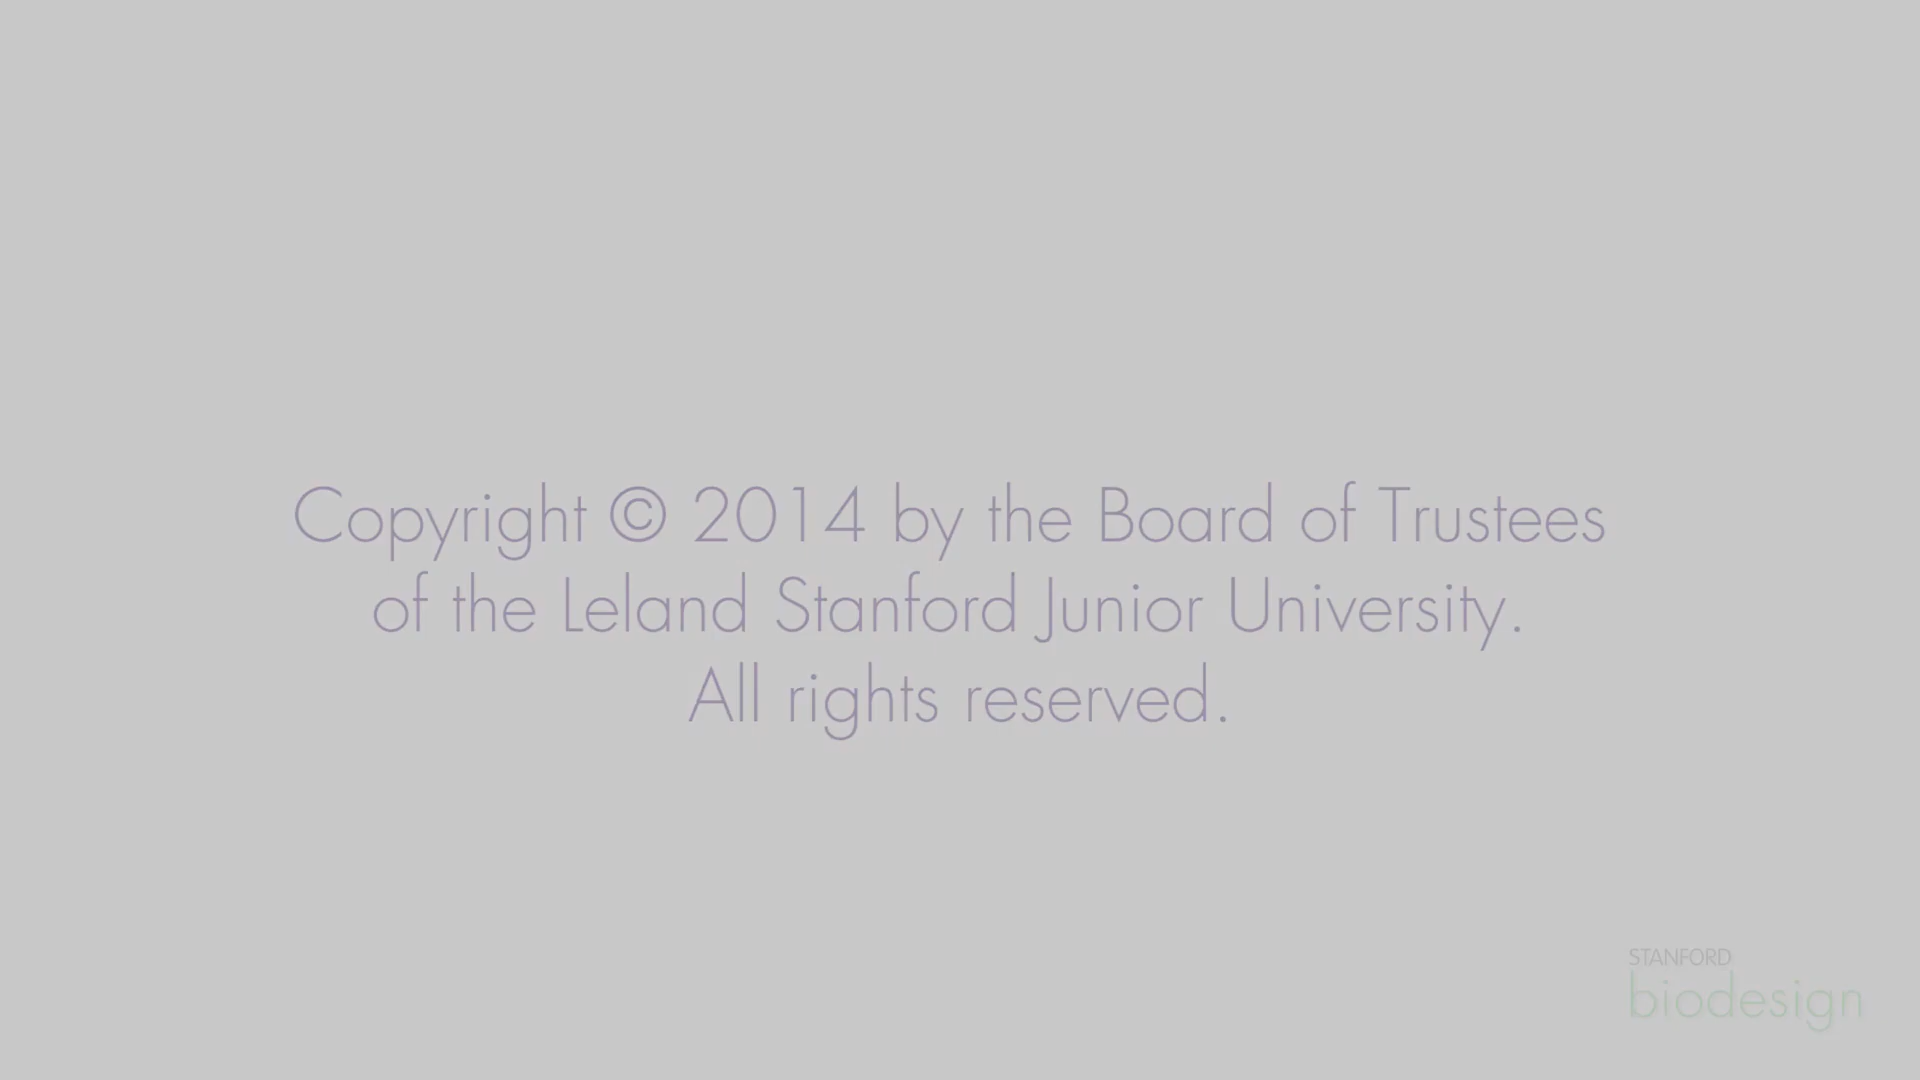 Copyright © 2014 by the Board of Trustees
of the Leland Stanford Junior University.
All rights reserved.
STANFORD
biodesign